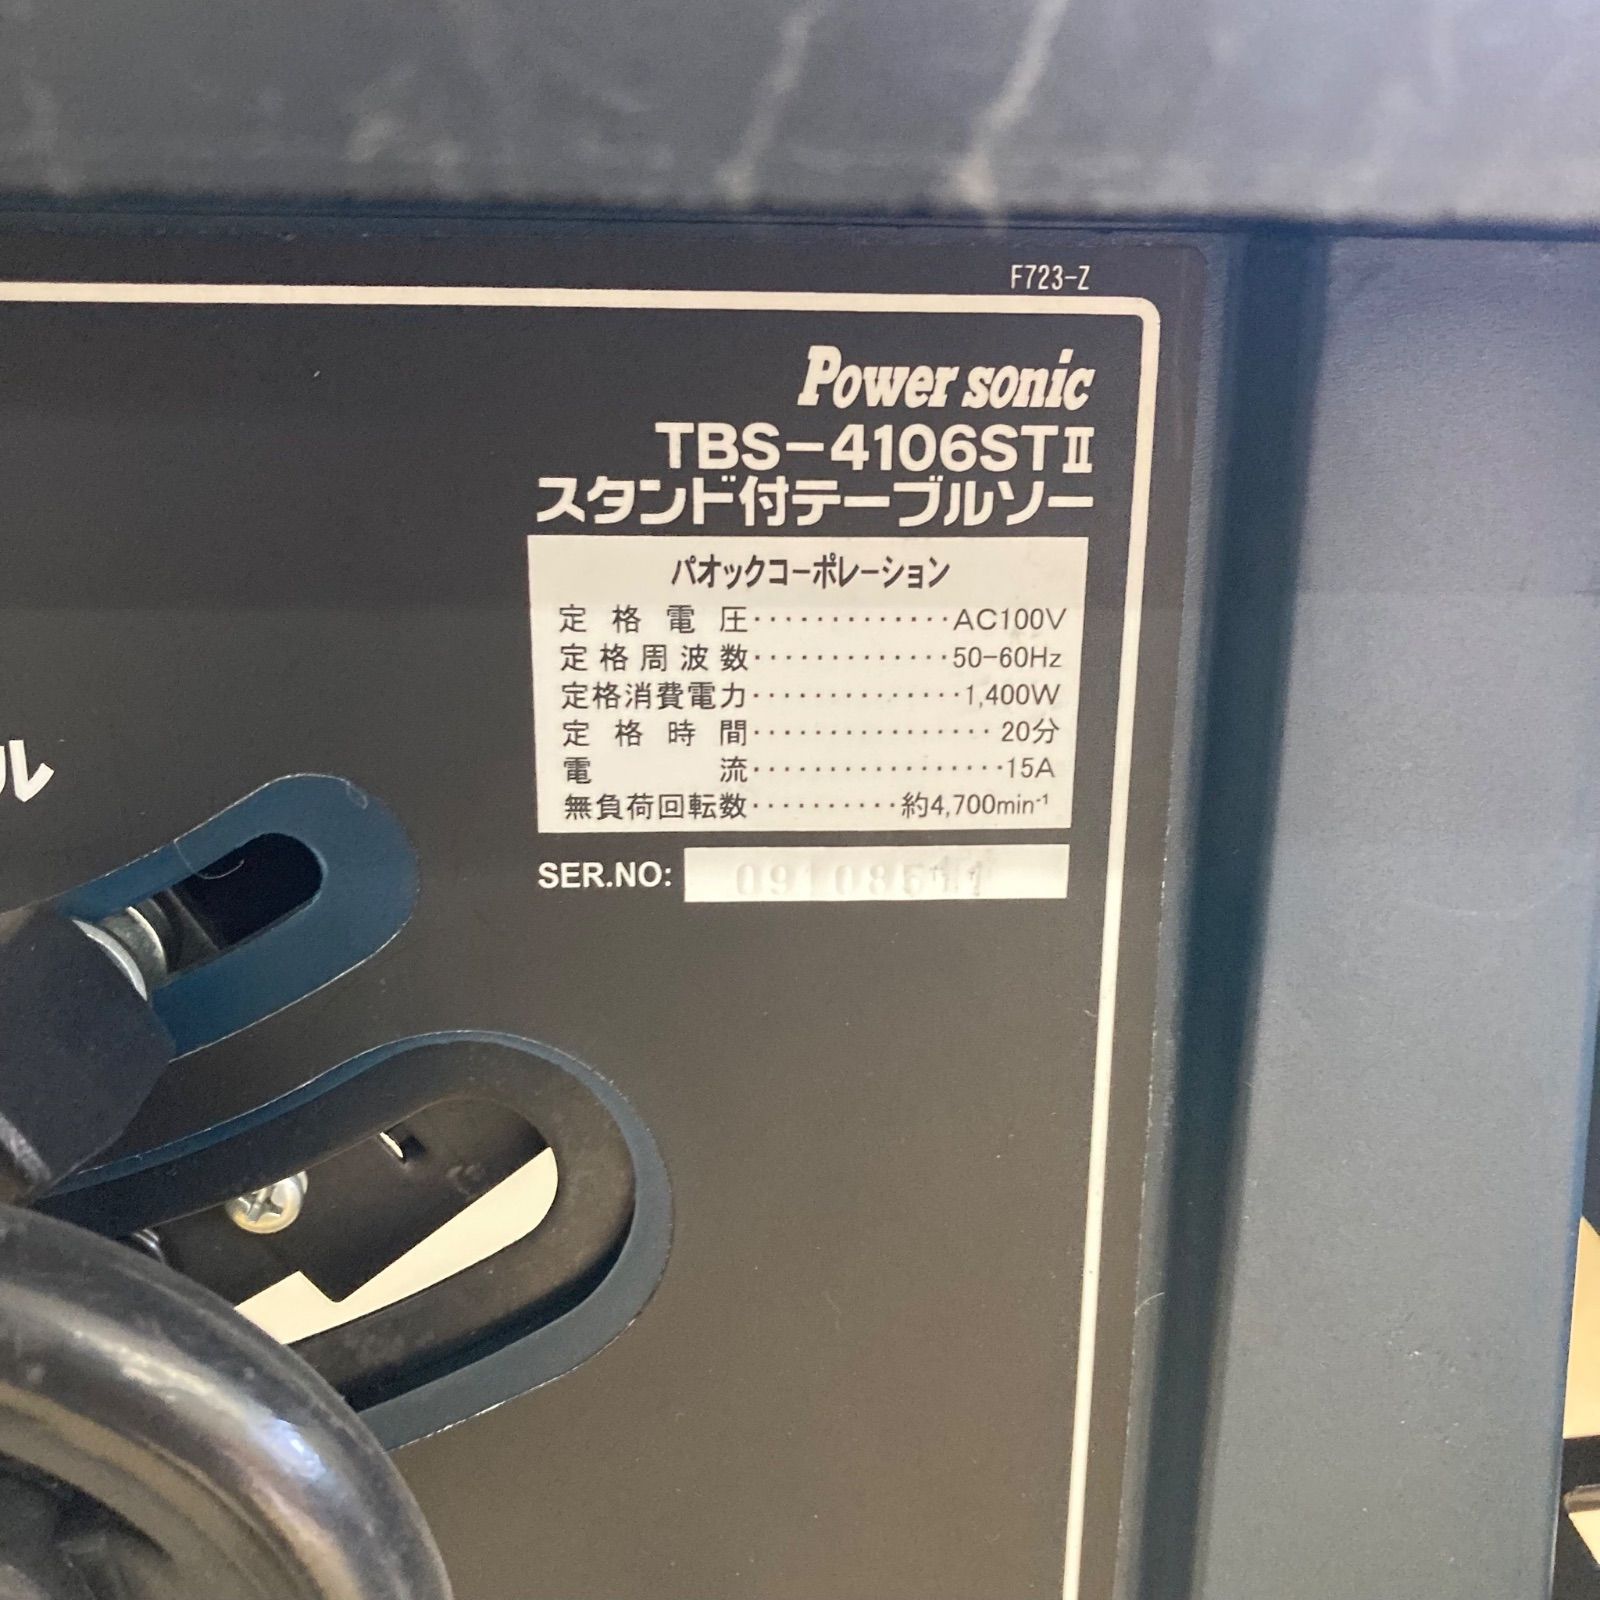 F723-Z
Power sonic
TBS-4106STⅡ
スタンド付テーブルソー
パオックコーポレーション
定格電圧·············AC100V
定格周波数·············50-60Hz
定格消費電力··············1,400W
定格時間················20分
電流·················15A
無負荷回転数··········約4,700min⁻¹
ル
SER.NO: